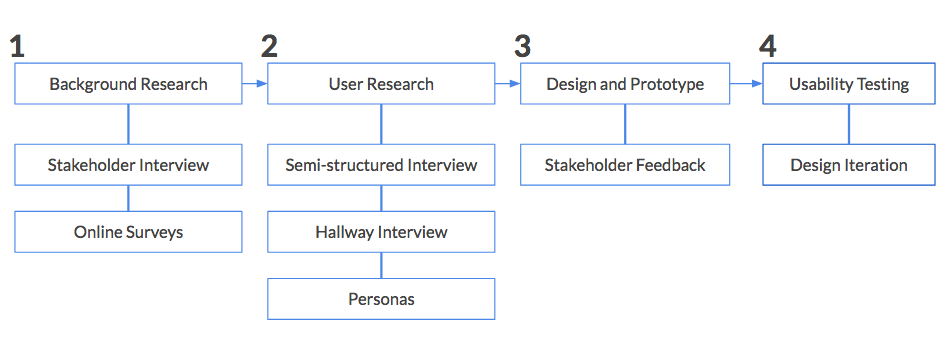 1
2
3
4
Background Research
User Research
Design and Prototype
Usability Testing
Stakeholder Interview
Semi-structured Interview
Stakeholder Feedback
Design Iteration
Online Surveys
Hallway Interview
Personas